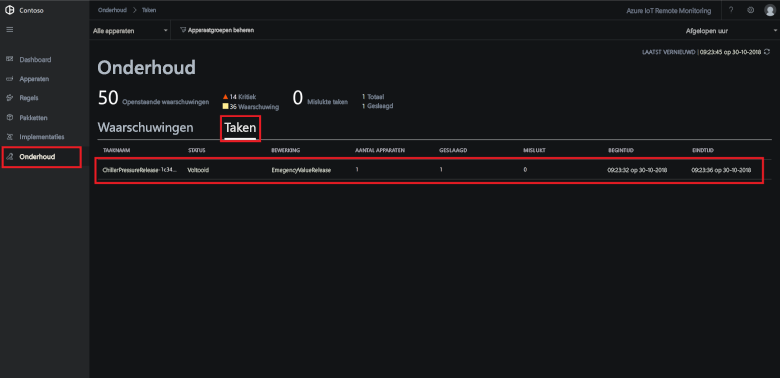 Contoso
Onderhoud > Taken
Azure IoT Remote Monitoring
?
Alle apparaten
Apparaatgroepen beheren
Afgelopen uur
LAATST VERNIEUWD | 09:23:45 op 30-10-2018
Dashboard
Apparaten
Regels
Pakketten
Implementaties
Onderhoud
Onderhoud
50 Openstaande waarschuwingen
14 Kritiek
36 Waarschuwing
0 Mislukte taken
1 Totaal
1 Geslaagd
Waarschuwingen
Taken
TAAKNAAM STATUS BEWERKING AANTAL APPARATEN GESLAAGD MISLUKT BEGINTIJD EINDTIJD
ChillerPressureRelease-1c34... Voltooid EmegencyValveRelease 1 1 0 09:23:32 op 30-10-2018 09:23:36 op 30-10-2018